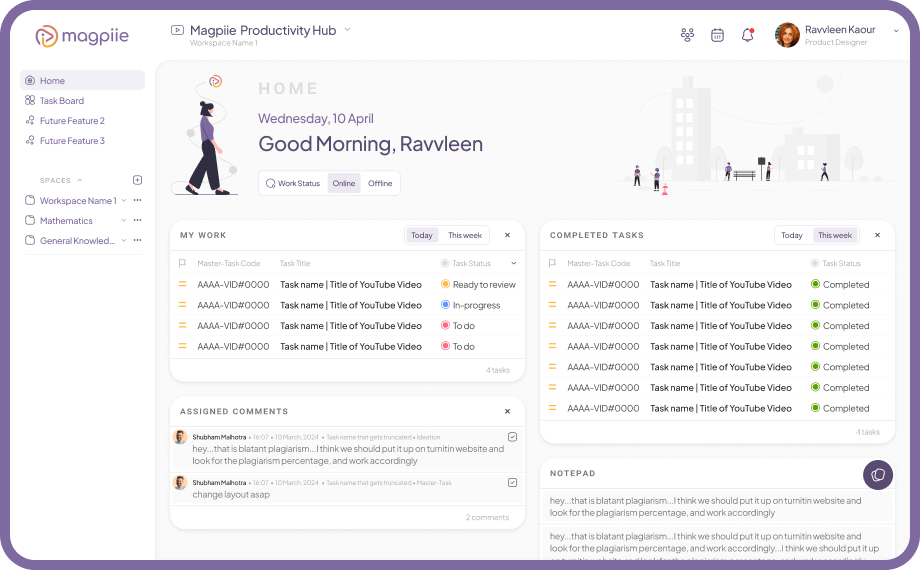 magpiie
Magpiie Productivity Hub
Workspace Name 1
Ravvleen Kaour
Product Designer
Home
Task Board
Future Feature 2
Future Feature 3
SPACES
Workspace Name 1
Mathematics
General Knowled...
HOME
Wednesday, 10 April
Good Morning, Ravvleen
Work Status Online Offline
MY WORK Today This week
Master-Task Code Task Title Task Status
AAAA-VID#0000 Task name | Title of YouTube Video Ready to review
AAAA-VID#0000 Task name | Title of YouTube Video In-progress
AAAA-VID#0000 Task name | Title of YouTube Video To do
AAAA-VID#0000 Task name | Title of YouTube Video To do
4 tasks
ASSIGNED COMMENTS
Shubham Malhotra • 16:07 • 10 March, 2024 • Task name that gets truncated • Ideation
hey...that is blatant plagiarism...I think we should put it up on turnitin website and
look for the plagiarism percentage, and work accordingly
Shubham Malhotra • 16:07 • 10 March, 2024 • Task name that gets truncated • Master-Task
change layout asap
2 comments
COMPLETED TASKS Today This week
Master-Task Code Task Title Task Status
AAAA-VID#0000 Task name | Title of YouTube Video Completed
AAAA-VID#0000 Task name | Title of YouTube Video Completed
AAAA-VID#0000 Task name | Title of YouTube Video Completed
AAAA-VID#0000 Task name | Title of YouTube Video Completed
AAAA-VID#0000 Task name | Title of YouTube Video Completed
AAAA-VID#0000 Task name | Title of YouTube Video Completed
AAAA-VID#0000 Task name | Title of YouTube Video Completed
4 tasks
NOTEPAD
hey...that is blatant plagiarism...I think we should put it up on turnitin website and
look for the plagiarism percentage, and work accordingly
hey...that is blatant plagiarism...I think we should put it up on turnitin website and
look for the plagiarism percentage, and work accordingly...I think we should put it up
on turnitin website and look for the plagiarism percentage, and work accordingly